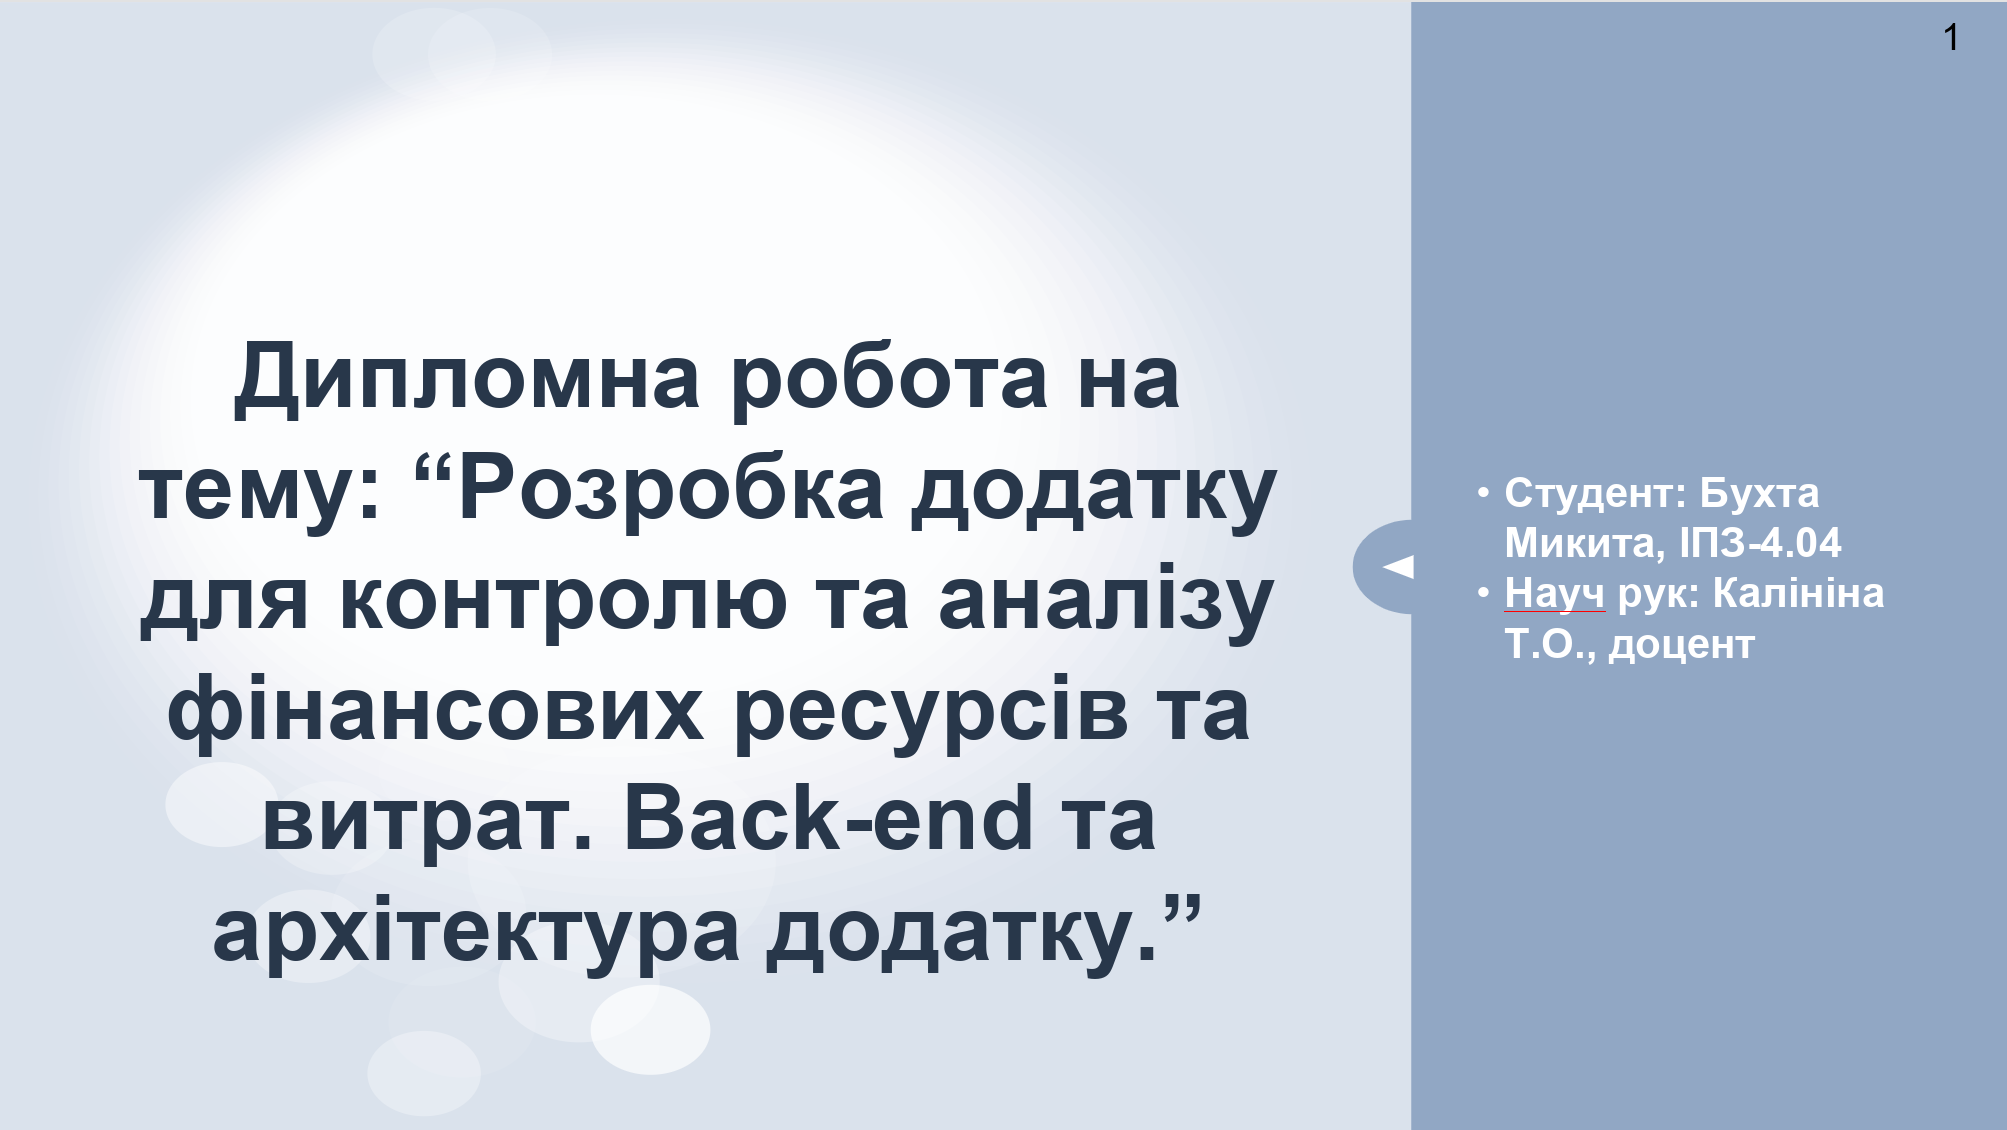 1
Дипломна робота на
тему: “Розробка додатку
для контролю та аналізу
фінансових ресурсів та
витрат. Back-end та
архітектура додатку.”
• Студент: Бухта
Микита, ІПЗ-4.04
• Науч рук: Калініна
Т.О., доцент